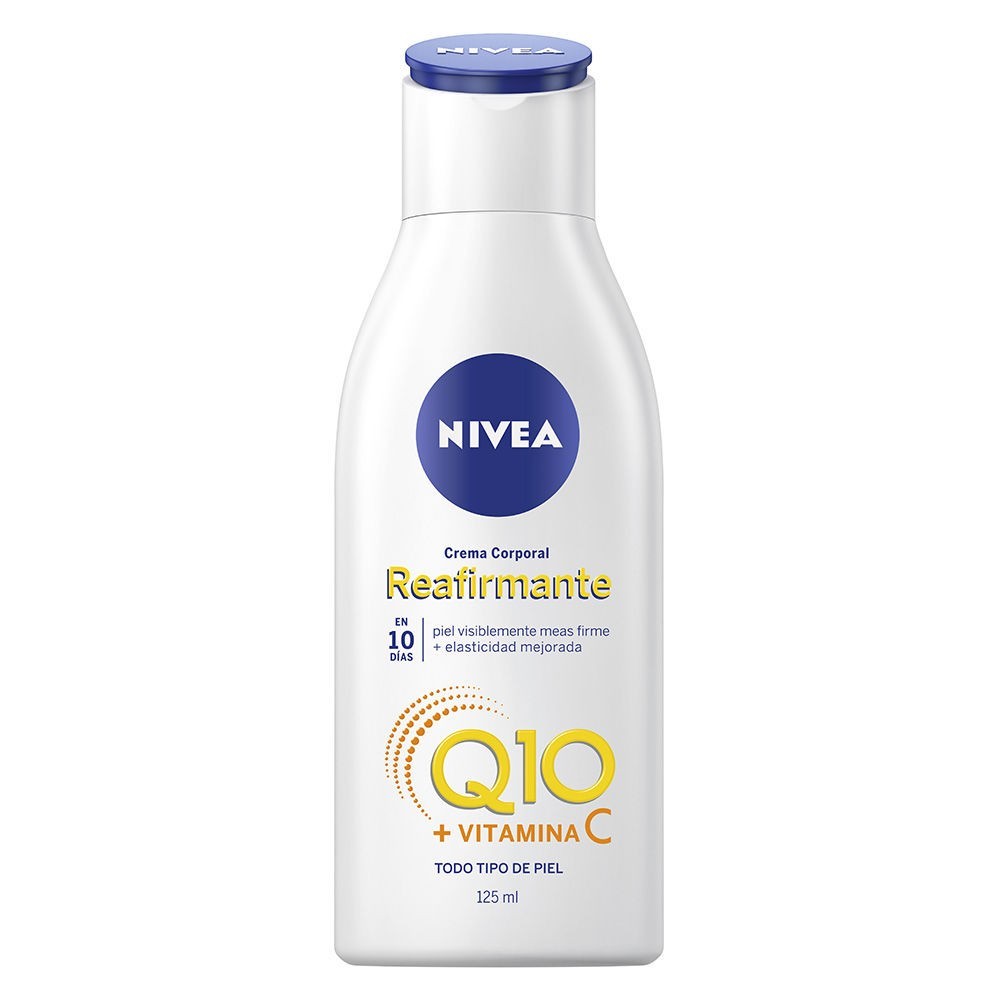 NIVEA
NIVEA
Crema Corporal
Reafirmante
EN
10
DÍAS
piel visiblemente meas firme
+ elasticidad mejorada
Q10
+ VITAMINA C
TODO TIPO DE PIEL
125 ml